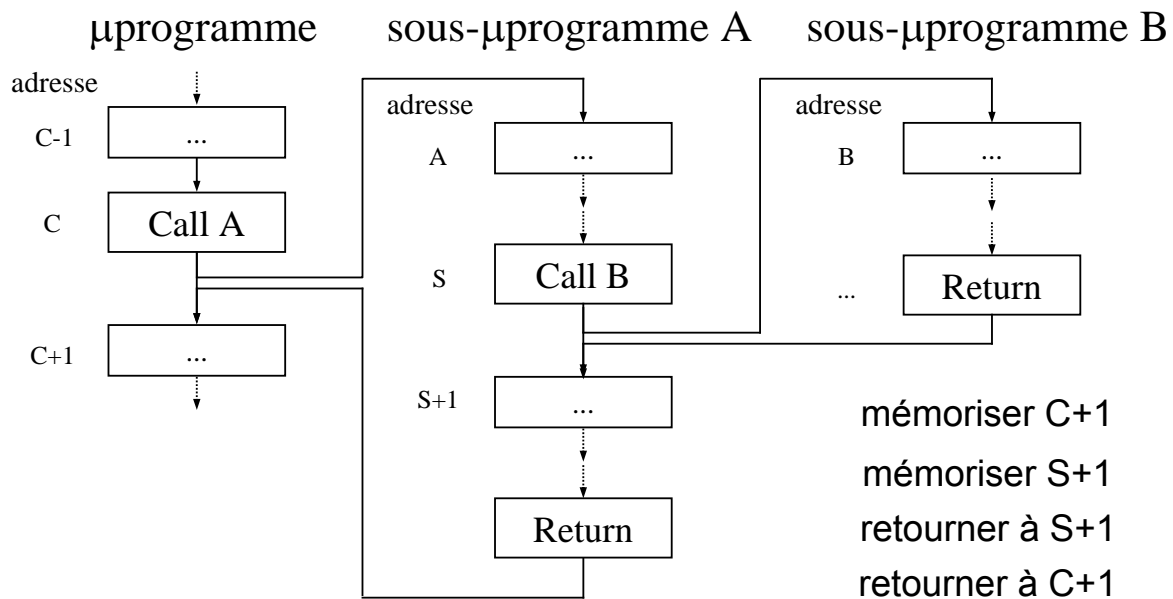 μprogramme
sous-μprogramme A
sous-μprogramme B
adresse
C-1
...
C
Call A
C+1
...
adresse
A
...
S
Call B
S+1
...
Return
adresse
B
...
...
Return
mémoriser C+1
mémoriser S+1
retourner à S+1
retourner à C+1